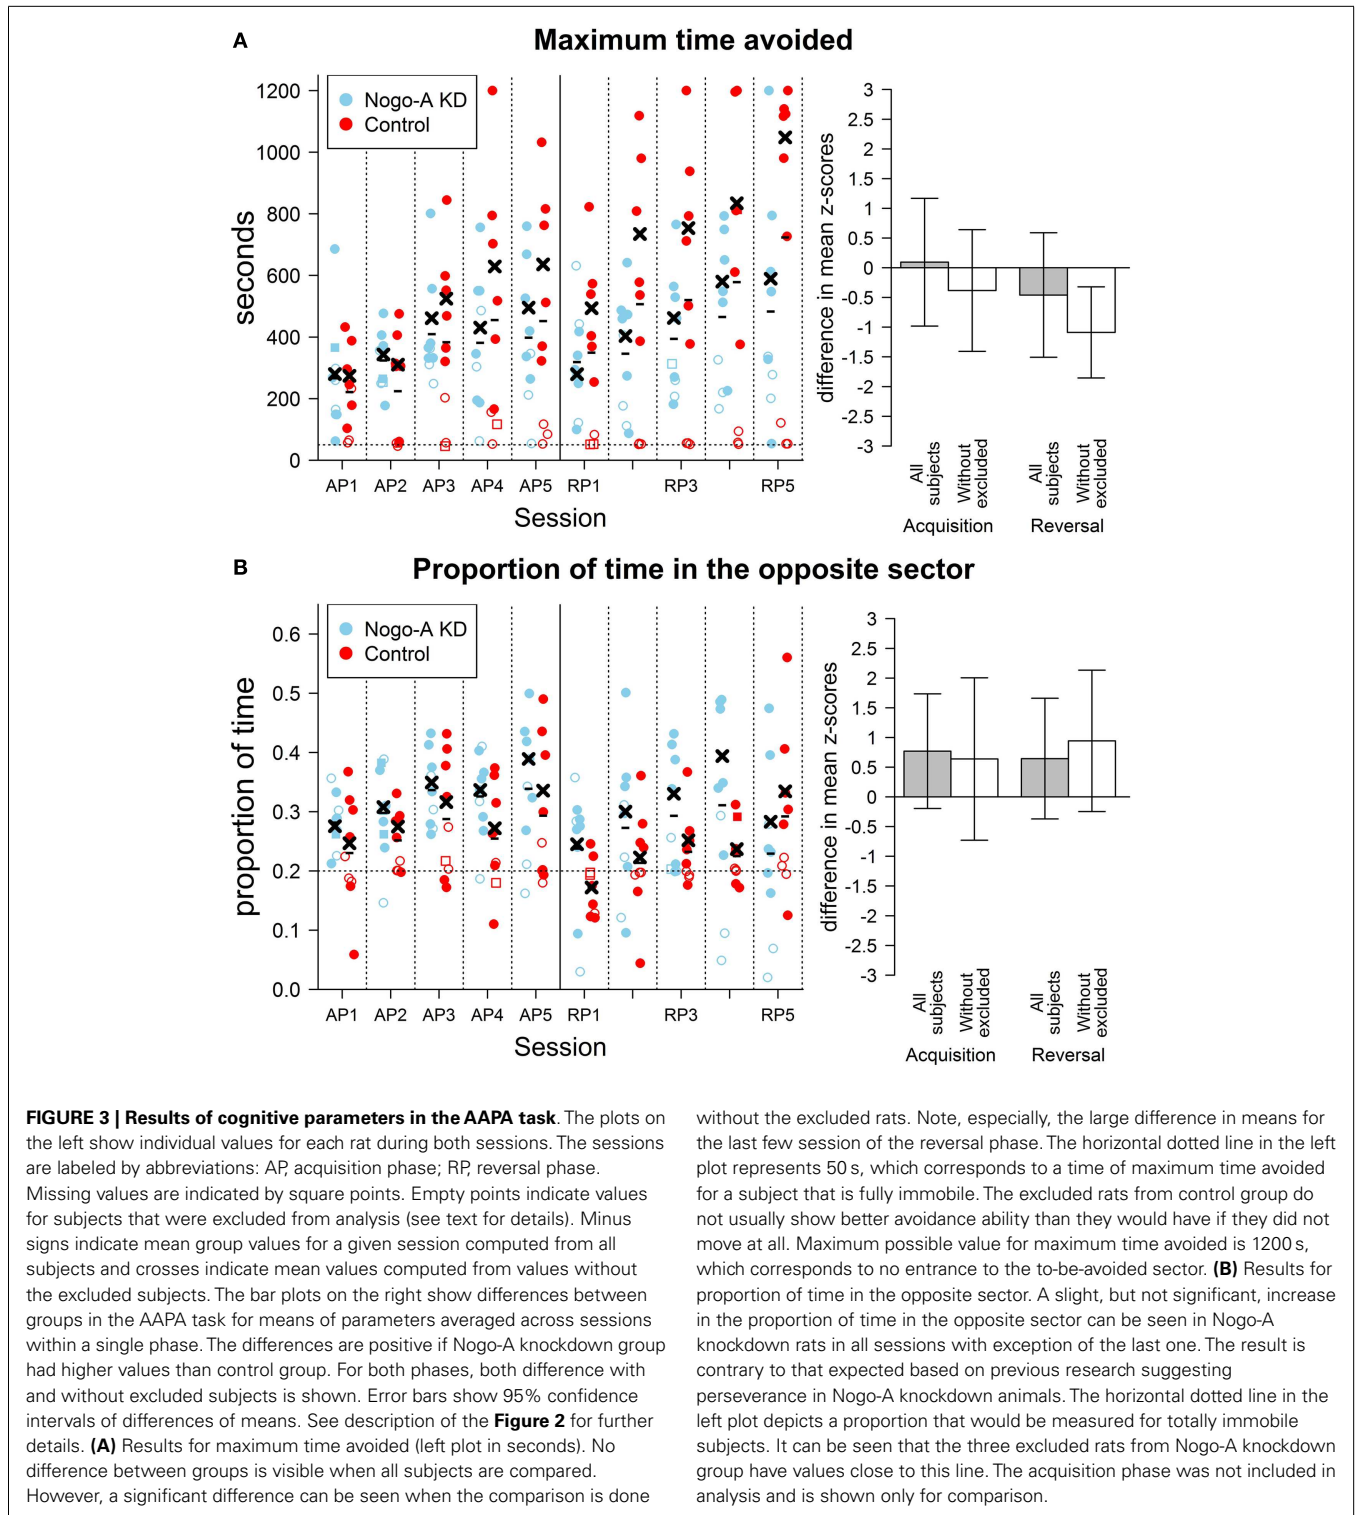 A
Maximum time avoided
Nogo-A KD
Control
seconds
1200
1000
800
600
400
200
0
AP1 AP2 AP3 AP4 AP5 RP1 RP3 RP5
Session
difference in mean z-scores
3
2.5
2
1.5
1
0.5
0
-0.5
-1
-1.5
-2
-2.5
-3
All subjects
Without excluded
All subjects
Without excluded
Acquisition Reversal
B
Proportion of time in the opposite sector
Nogo-A KD
Control
proportion of time
0.6
0.5
0.4
0.3
0.2
0.1
0.0
AP1 AP2 AP3 AP4 AP5 RP1 RP3 RP5
Session
difference in mean z-scores
3
2.5
2
1.5
1
0.5
0
-0.5
-1
-1.5
-2
-2.5
-3
All subjects
Without excluded
All subjects
Without excluded
Acquisition Reversal
FIGURE 3 | Results of cognitive parameters in the AAPA task. The plots on
the left show individual values for each rat during both sessions. The sessions
are labeled by abbreviations: AP, acquisition phase; RP, reversal phase.
Missing values are indicated by square points. Empty points indicate values
for subjects that were excluded from analysis (see text for details). Minus
signs indicate mean group values for a given session computed from all
subjects and crosses indicate mean values computed from values without
the excluded subjects. The bar plots on the right show differences between
groups in the AAPA task for means of parameters averaged across sessions
within a single phase. The differences are positive if Nogo-A knockdown group
had higher values than control group. For both phases, both difference with
and without excluded subjects is shown. Error bars show 95% confidence
intervals of differences of means. See description of the Figure 2 for further
details. (A) Results for maximum time avoided (left plot in seconds). No
difference between groups is visible when all subjects are compared.
However, a significant difference can be seen when the comparison is done
without the excluded rats. Note, especially, the large difference in means for
the last few session of the reversal phase. The horizontal dotted line in the left
plot represents 50 s, which corresponds to a time of maximum time avoided
for a subject that is fully immobile. The excluded rats from control group do
not usually show better avoidance ability than they would have if they did not
move at all. Maximum possible value for maximum time avoided is 1200 s,
which corresponds to no entrance to the to-be-avoided sector. (B) Results for
proportion of time in the opposite sector. A slight, but not significant, increase
in the proportion of time in the opposite sector can be seen in Nogo-A
knockdown rats in all sessions with exception of the last one. The result is
contrary to that expected based on previous research suggesting
perseverance in Nogo-A knockdown animals. The horizontal dotted line in the
left plot depicts a proportion that would be measured for totally immobile
subjects. It can be seen that the three excluded rats from Nogo-A knockdown
group have values close to this line. The acquisition phase was not included in
analysis and is shown only for comparison.